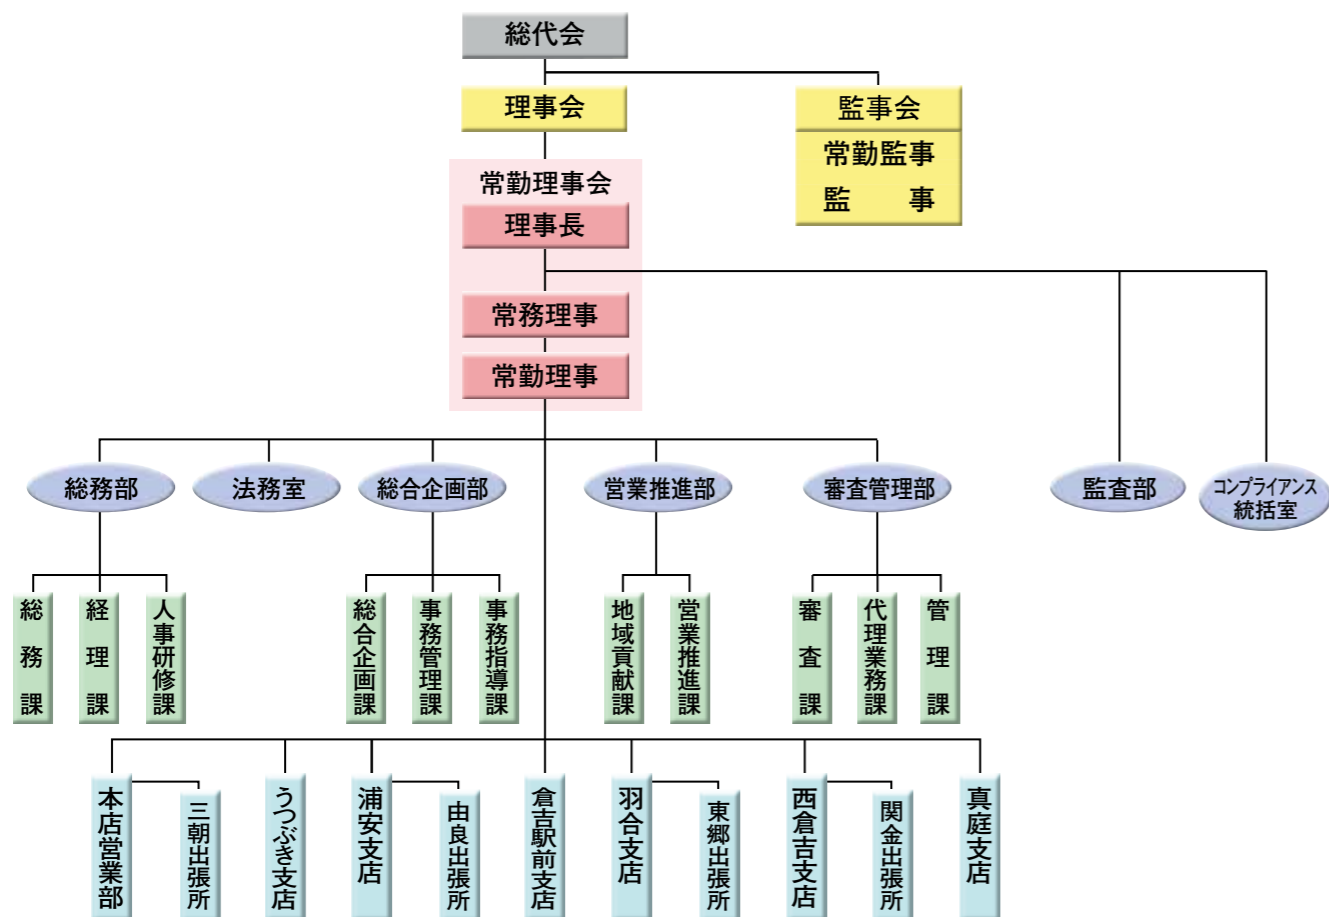 総代会
理事会
監事会
常勤監事
監　　事
常勤理事会
理事長
常務理事
常勤理事
総務部
法務室
総合企画部
営業推進部
審査管理部
監査部
コンプライアンス
統括室
総務課
経理課
人事研修課
総合企画課
事務管理課
事務指導課
地域貢献課
営業推進課
審査課
代理業務課
管理課
本店営業部
三朝出張所
うつぶき支店
浦安支店
由良出張所
倉吉駅前支店
羽合支店
東郷出張所
西倉吉支店
関金出張所
真庭支店